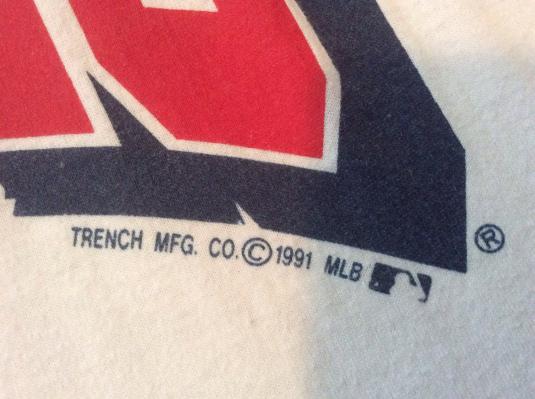 TRENCH MFG. CO.©1991 MLB
®